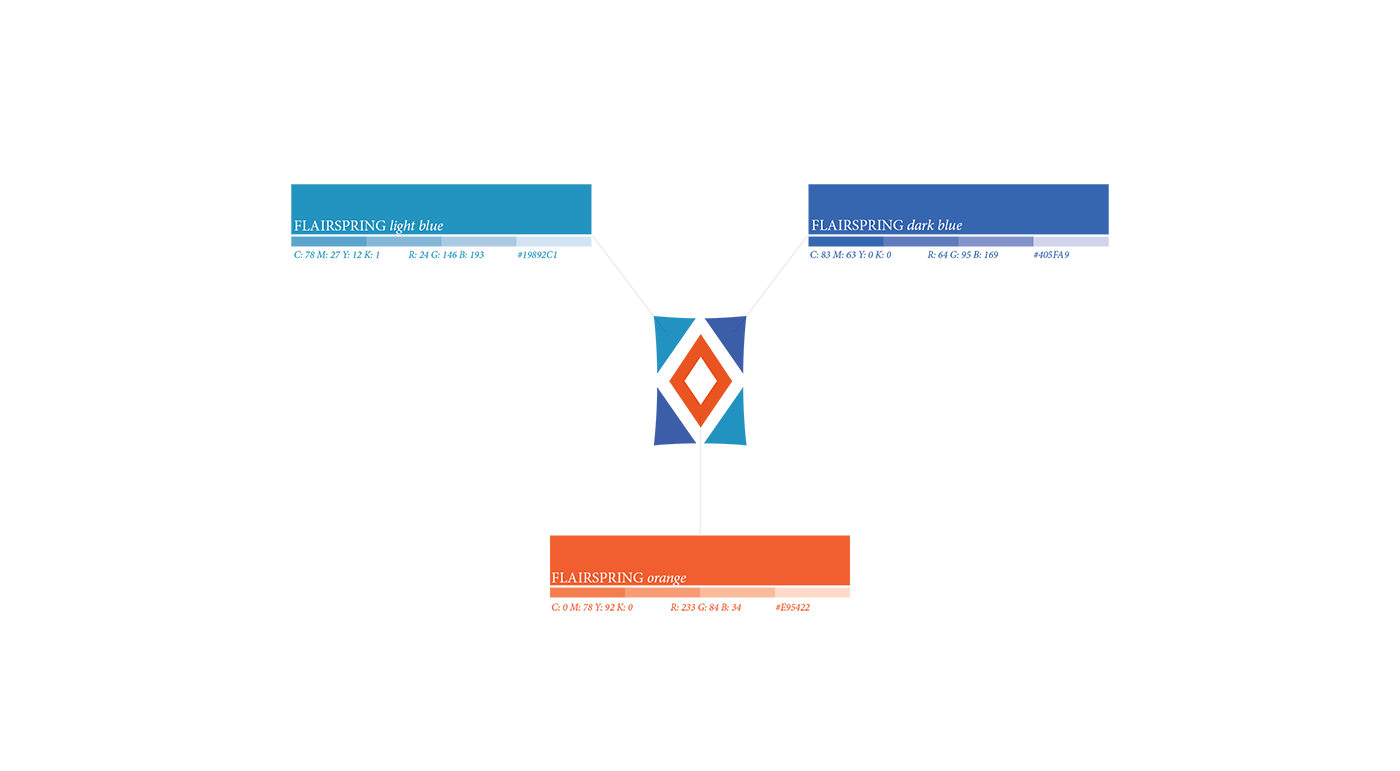 FLAIRSPRING light blue
C: 78 M: 27 Y: 12 K: 1 R: 24 G: 146 B: 193 #19892C1
FLAIRSPRING dark blue
C: 83 M: 63 Y: 0 K: 0 R: 64 G: 95 B: 169 #405FA9
FLAIRSPRING orange
C: 0 M: 78 Y: 92 K: 0 R: 233 G: 84 B: 34 #E95422